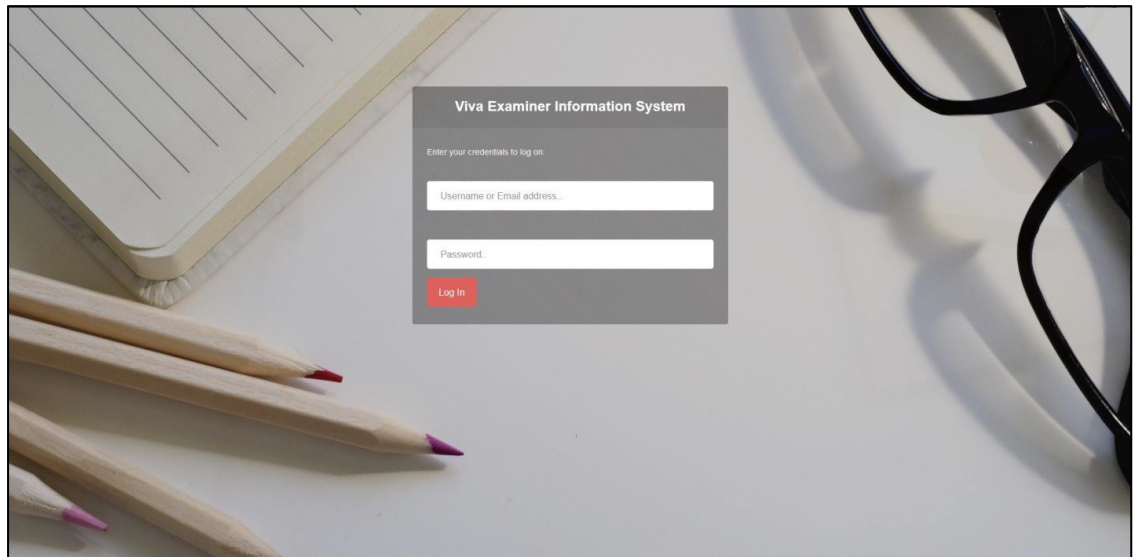 Viva Examiner Information System
Enter your credentials to log on:
Username or Email address...
Password..
Log In